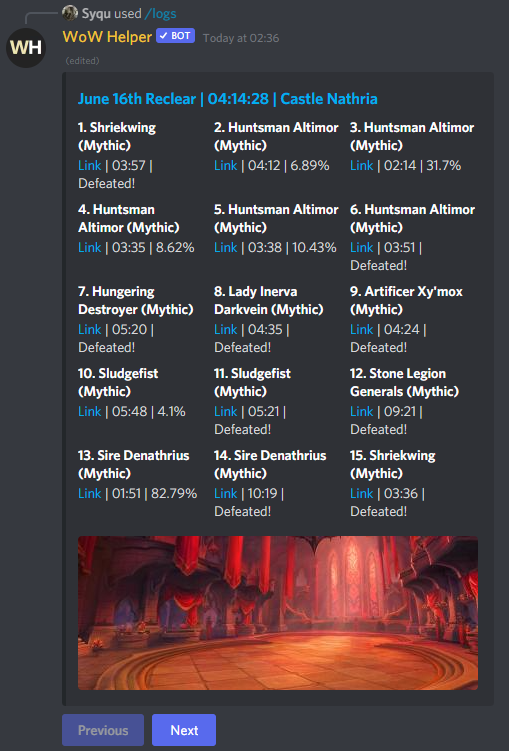 Syqu used /logs
WH
WoW Helper ✓ BOT Today at 02:36
(edited)
June 16th Reclear | 04:14:28 | Castle Nathria
1. Shriekwing
(Mythic)
Link | 03:57 |
Defeated!
2. Huntsman Altimor
(Mythic)
Link | 04:12 | 6.89%
3. Huntsman Altimor
(Mythic)
Link | 02:14 | 31.7%
4. Huntsman
Altimor (Mythic)
Link | 03:35 | 8.62%
5. Huntsman Altimor
(Mythic)
Link | 03:38 | 10.43%
6. Huntsman Altimor
(Mythic)
Link | 03:51 |
Defeated!
7. Hungering
Destroyer (Mythic)
Link | 05:20 |
Defeated!
8. Lady Inerva
Darkvein (Mythic)
Link | 04:35 |
Defeated!
9. Artificer Xy'mox
(Mythic)
Link | 04:24 |
Defeated!
10. Sludgefist
(Mythic)
Link | 05:48 | 4.1%
11. Sludgefist
(Mythic)
Link | 05:21 |
Defeated!
12. Stone Legion
Generals (Mythic)
Link | 09:21 |
Defeated!
13. Sire Denathrius
(Mythic)
Link | 01:51 | 82.79%
14. Sire Denathrius
(Mythic)
Link | 10:19 |
Defeated!
15. Shriekwing
(Mythic)
Link | 03:36 |
Defeated!
Previous
Next